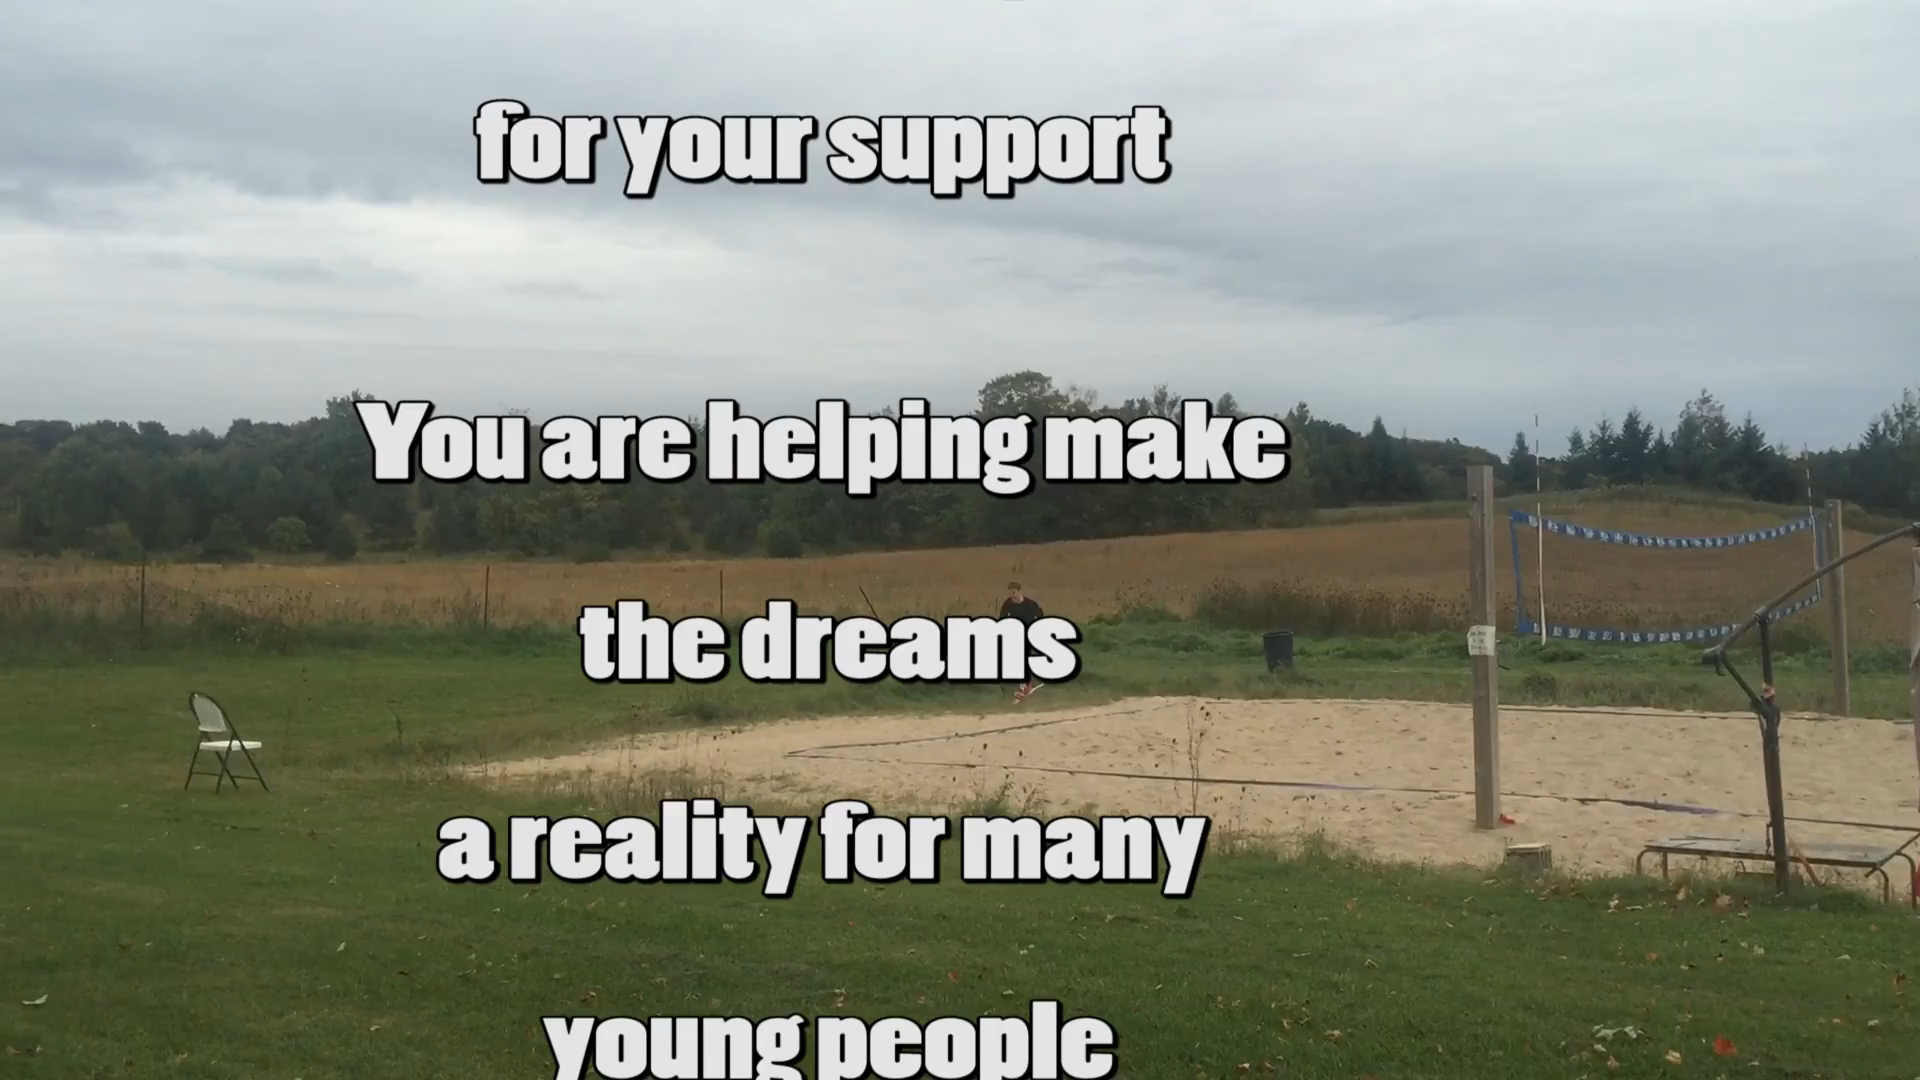 for your support
You are helping make
the dreams
a reality for many
young people